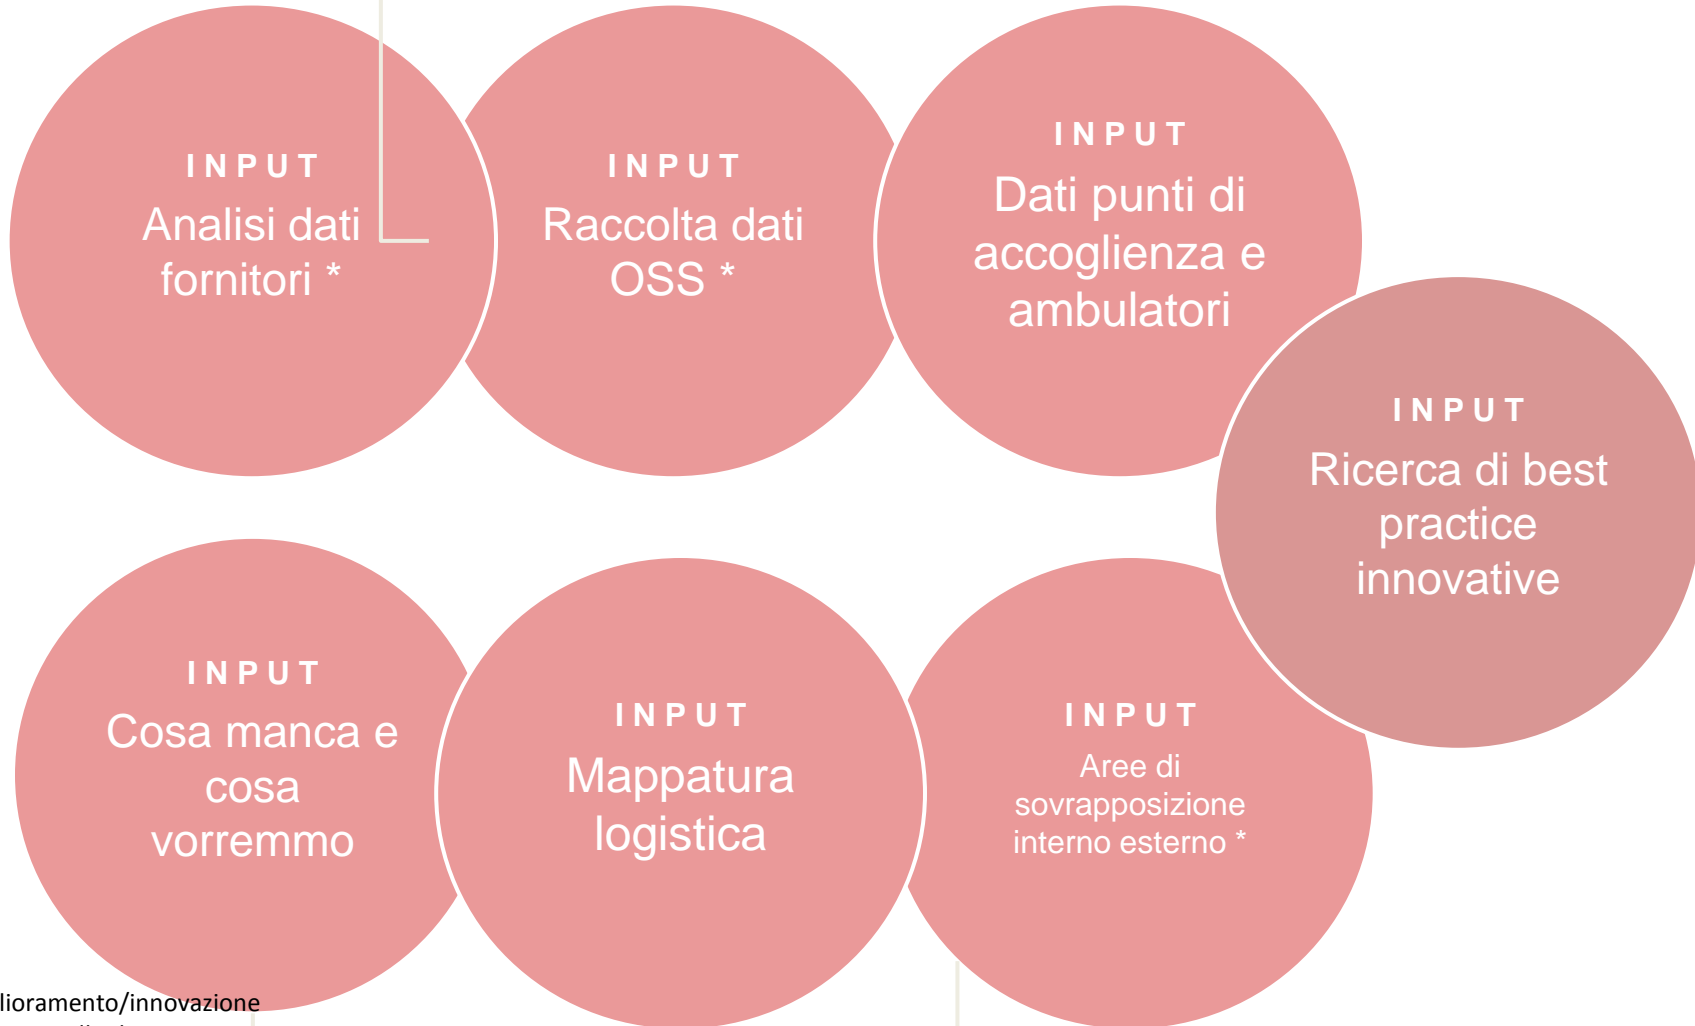 INPUT
Analisi dati
fornitori *
INPUT
Raccolta dati
OSS *
INPUT
Dati punti di
accoglienza e
ambulatori
INPUT
Ricerca di best
practice
innovative
INPUT
Cosa manca e
cosa
vorremmo
INPUT
Mappatura
logistica
INPUT
Aree di
sovrapposizione
interno esterno *
lioramento/innovazione